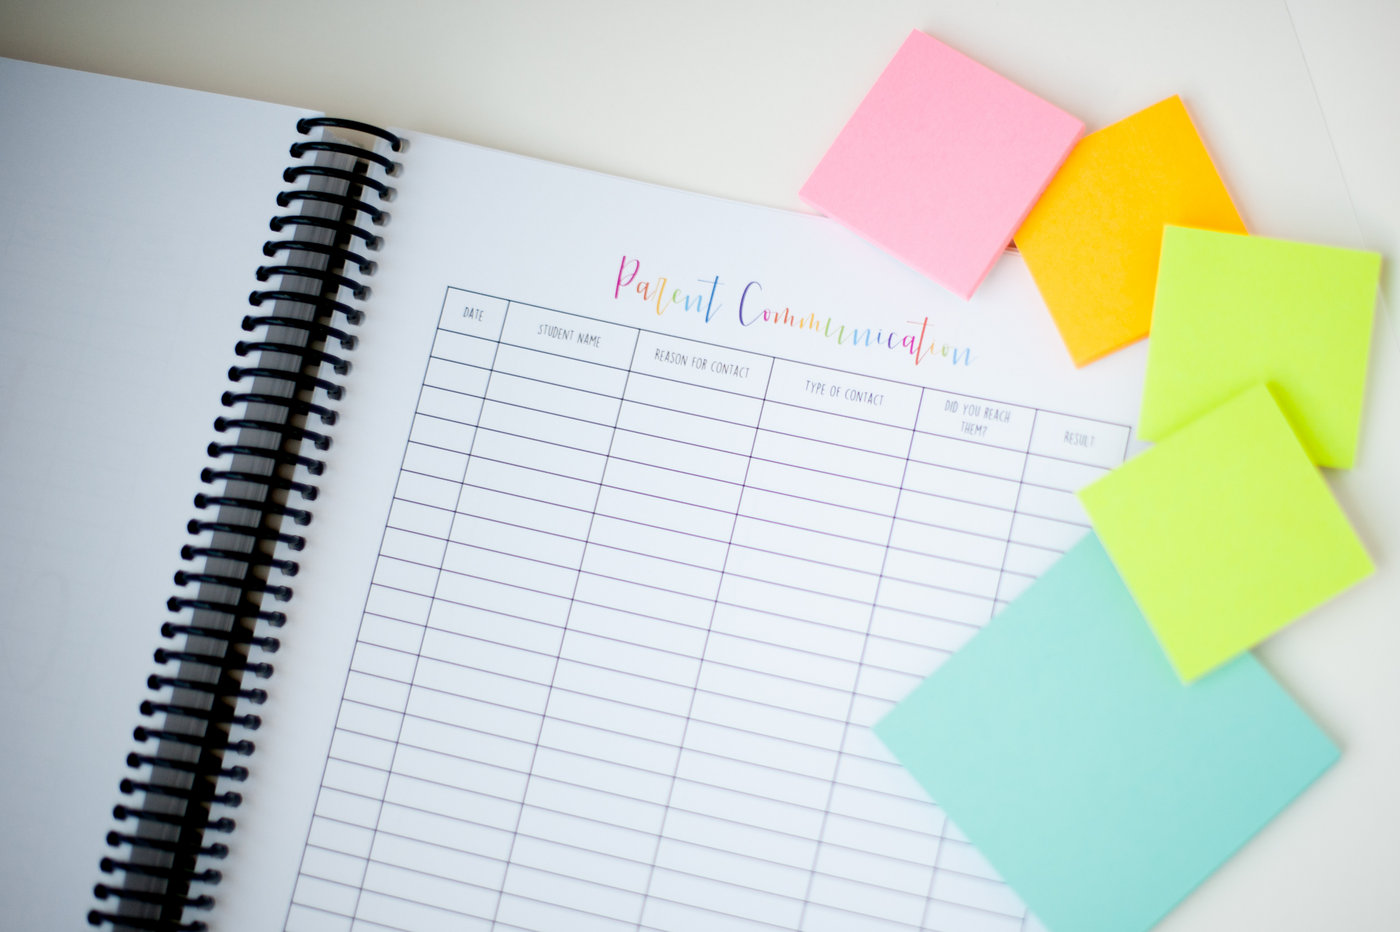 Parent Communication
DATE
STUDENT NAME
REASON FOR CONTACT
TYPE OF CONTACT
DID YOU REACH
THEM?
RESULT